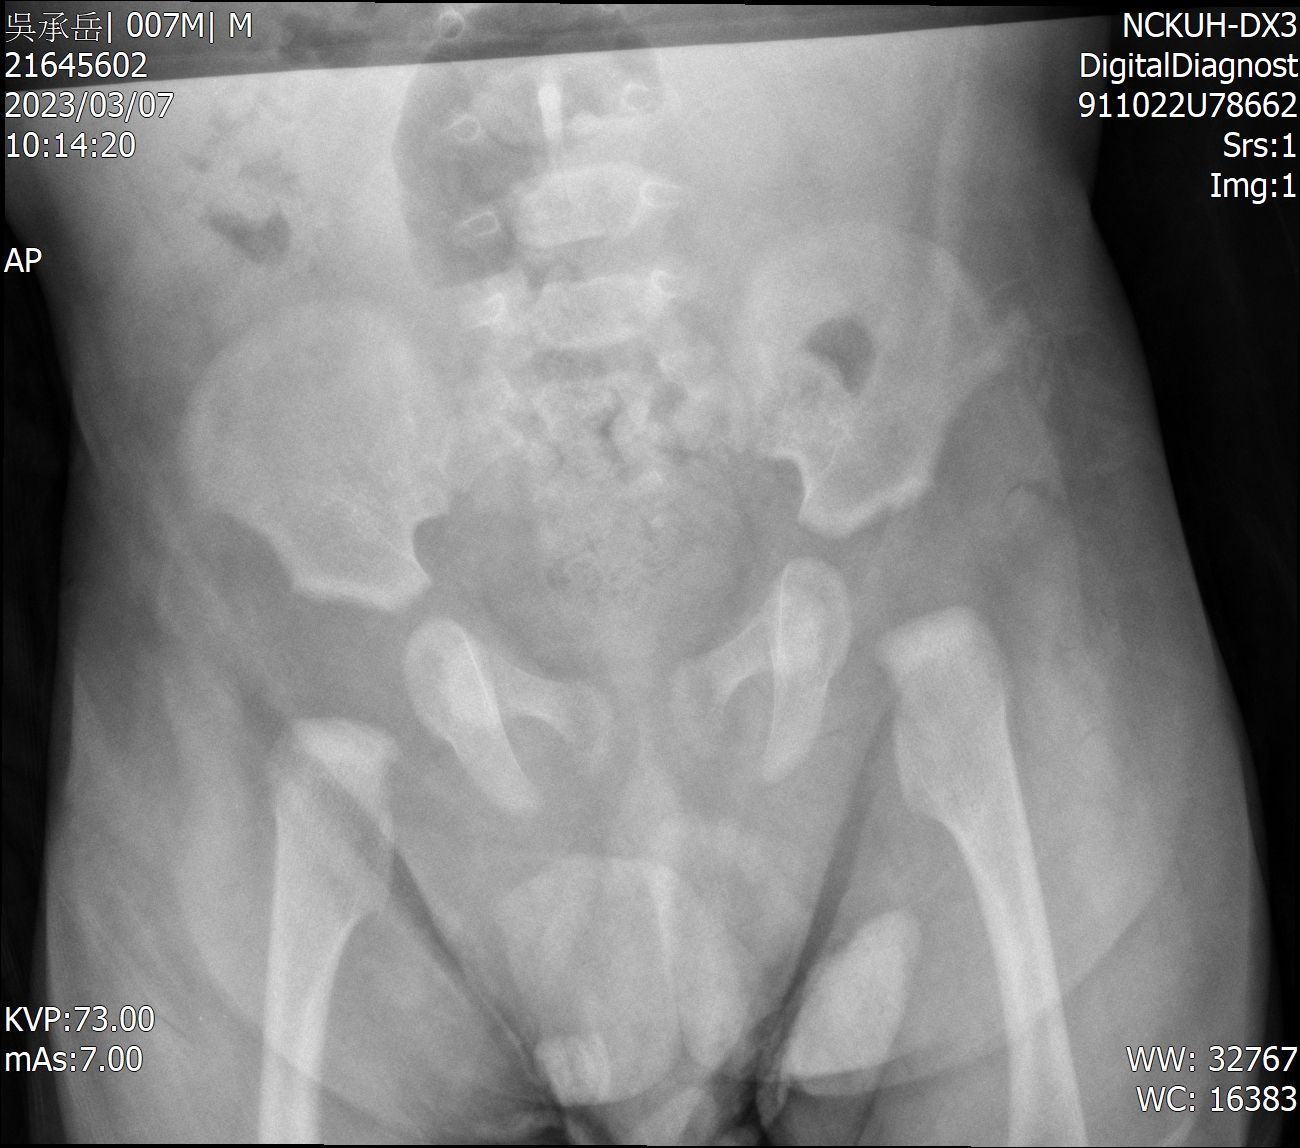 吳承岳| 007M| M
21645602
2023/03/07
10:14:20
AP
NCKUH-DX3
DigitalDiagnost
911022U78662
Srs:1
Img:1
KVP:73.00
mAs:7.00
WW: 32767
WC: 16383